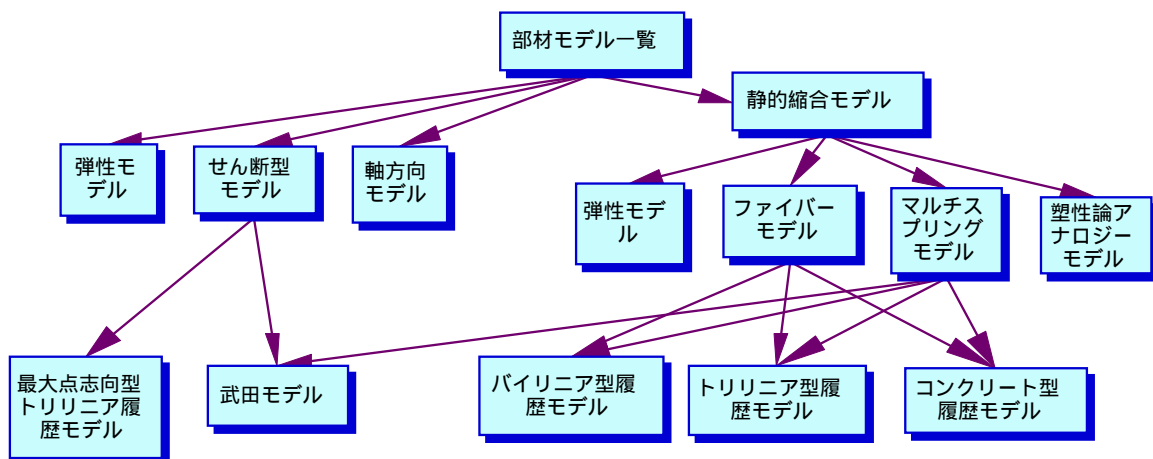 部材モデル一覧
静的縮合モデル
弾性モ
デル
せん断型
モデル
軸方向
モデル
弾性モデ
ル
ファイバー
モデル
マルチス
プリング
モデル
塑性論ア
ナロジー
モデル
最大点志向型
トリリニア履
歴モデル
武田モデル
バイリニア型履
歴モデル
トリリニア型履
歴モデル
コンクリート型
履歴モデル